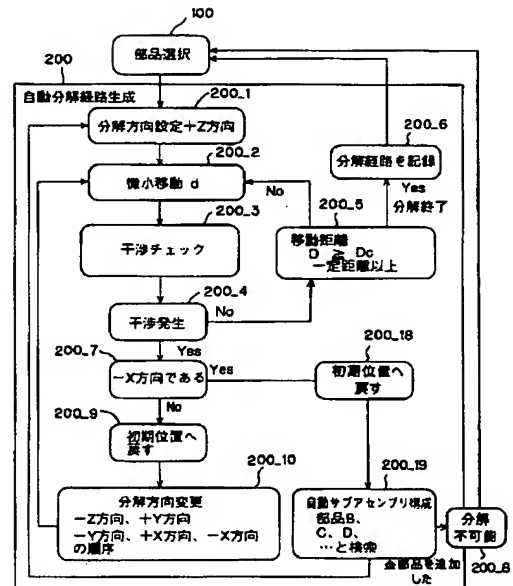 100
部品選択
200
自動分解経路生成
200_1
分解方向設定+Z方向
200_2
微小移動 d
200_3
干渉チェック
200_4
干渉発生
No
Yes
200_5
移動距離
D ≧ Dc
一定距離以上
No
Yes
分解終了
200_6
分解経路を記録
200_7
-X方向である
Yes
No
200_18
初期位置へ
戻す
200_9
初期位置へ
戻す
200_10
分解方向変更
-Z方向、+Y方向
-Y方向、+X方向、-X方向
の順序
200_19
自動サブアセンブリ構成
部品B、
C、D、
…と検索
分解
不可能
200_8
全部品を追加
した